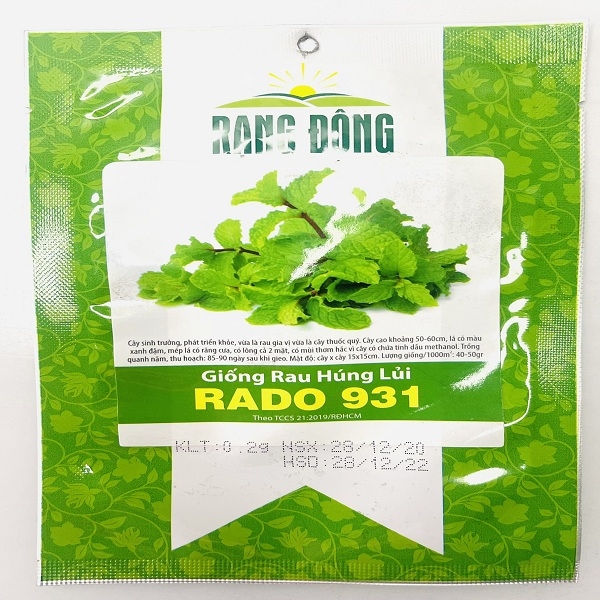 RẠNG ĐÔNG
Cây sinh trưởng, phát triển khỏe, vừa là rau gia vị vừa là cây thuốc quý. Cây cao khoảng 50-60cm, lá có màu
xanh đậm, mép lá có răng cưa, có lông cả 2 mặt, có mùi thơm hắc vì cây có chứa tinh dầu methanol. Trồng
quanh năm, thu hoạch: 85-90 ngày sau khi gieo. Mật độ: cây x cây 15x15cm. Lượng giống/1000m²: 40-50gr
Giống Rau Húng Lủi
RADO 931
Theo TCCS 21:2019/RĐHCM
KLT:0.2g NSX:28/12/20
HSD:28/12/22